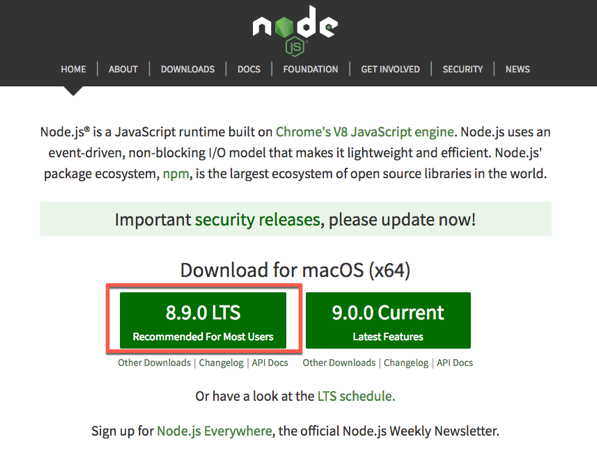 node
JS
HOME | ABOUT | DOWNLOADS | DOCS | FOUNDATION | GET INVOLVED | SECURITY | NEWS
Node.js® is a JavaScript runtime built on Chrome's V8 JavaScript engine. Node.js uses an
event-driven, non-blocking I/O model that makes it lightweight and efficient. Node.js'
package ecosystem, npm, is the largest ecosystem of open source libraries in the world.
Important security releases, please update now!
Download for macOS (x64)
8.9.0 LTS
Recommended For Most Users
9.0.0 Current
Latest Features
Other Downloads | Changelog | API Docs
Other Downloads | Changelog | API Docs
Or have a look at the LTS schedule.
Sign up for Node.js Everywhere, the official Node.js Weekly Newsletter.